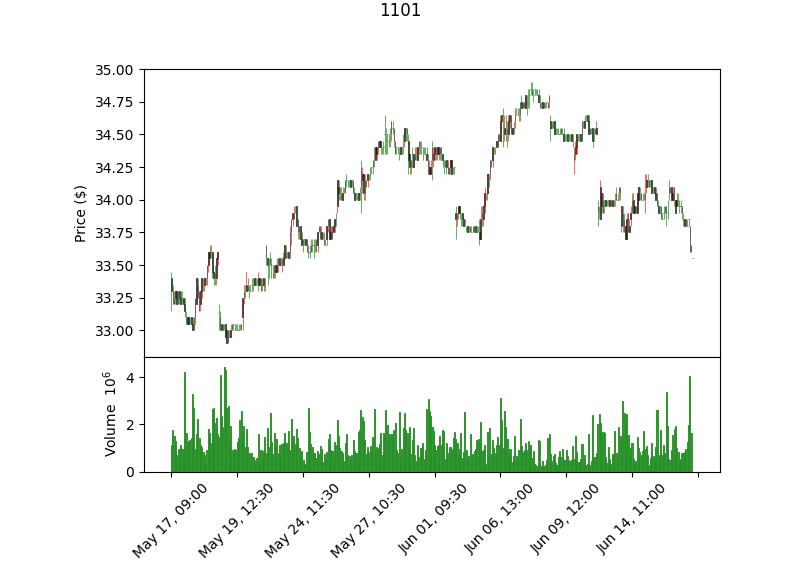 1101
35.00
34.75
34.50
34.25
34.00
33.75
33.50
33.25
33.00
Price ($)
4
2
0
Volume 10⁶
May 17, 09:00
May 19, 12:30
May 24, 11:30
May 27, 10:30
Jun 01, 09:30
Jun 06, 13:00
Jun 09, 12:00
Jun 14, 11:00